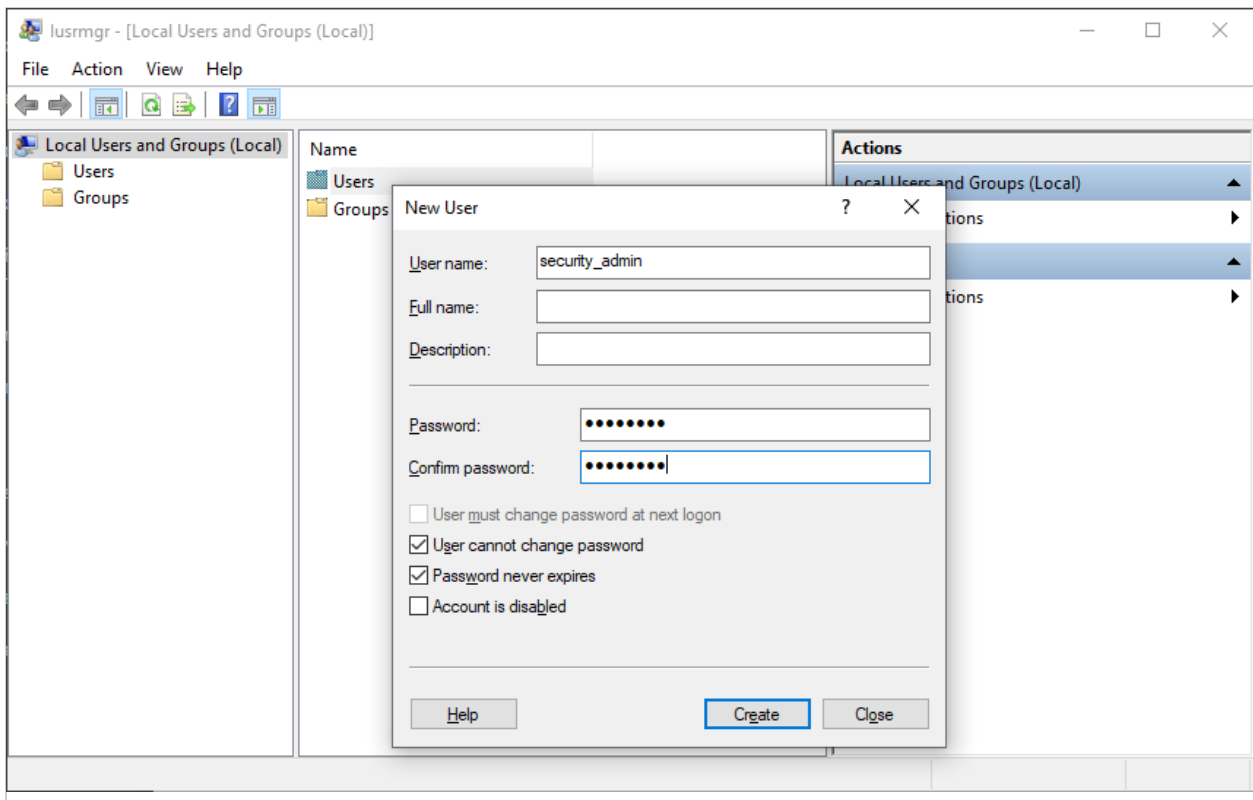 lusrmgr - [Local Users and Groups (Local)]
File Action View Help
Local Users and Groups (Local)
Users
Groups
Name
Users
Groups
Actions
Local Users and Groups (Local)
tions
tions
New User
?
User name: security_admin
Full name:
Description:
Password: ••••••••
Confirm password: ••••••••
User must change password at next logon
User cannot change password
Password never expires
Account is disabled
Help Create Close